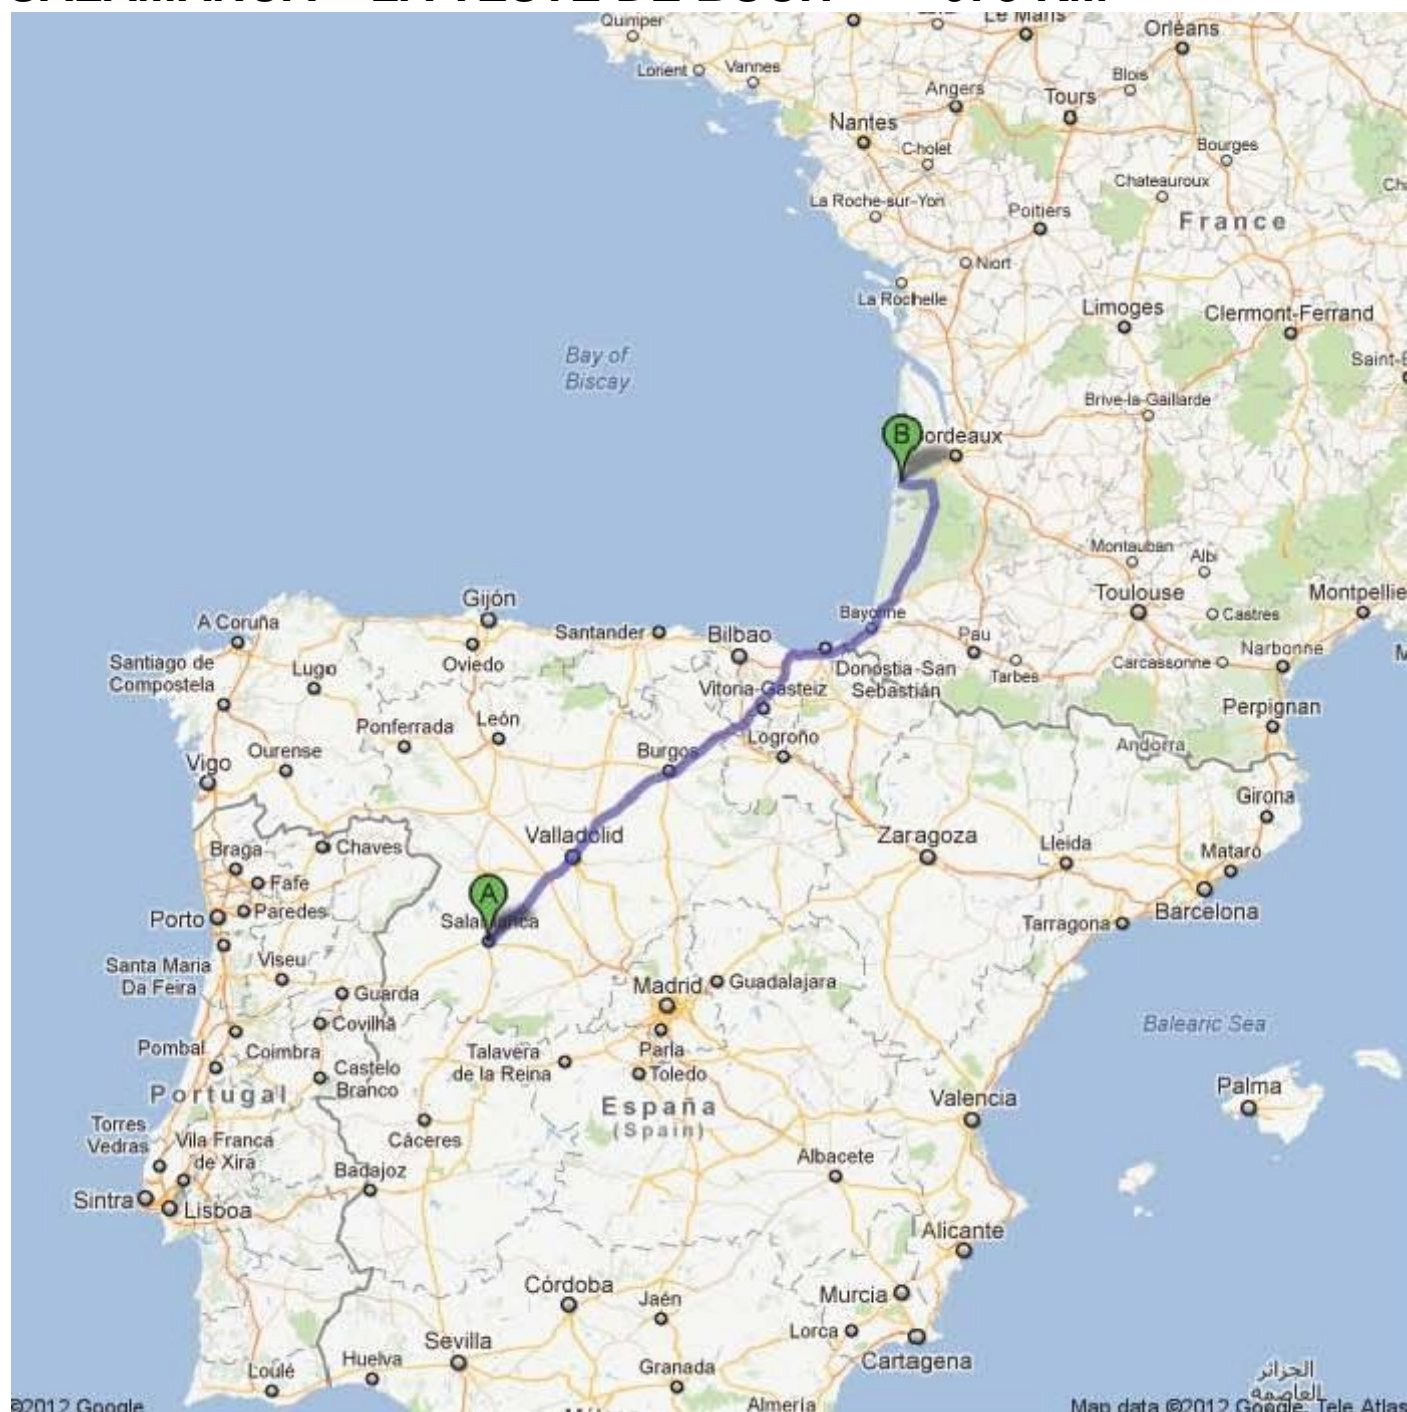 Quimper
Le Mans
Orléans
Lorient
Vannes
Blois
Angers
Tours
Nantes
Cholet
Bourges
Chateauroux
La Roche-sur-Yon
Poitiers
France
Niort
La Rochelle
Limoges
Clermont-Ferrand
Bay of
Biscay
Saint-E
Brive-la-Gaillarde
B
ordeaux
Montauban
Albi
Gijón
Toulouse
Montpellie
A Coruña
Bayonne
Castres
Santander
Bilbao
Pau
Narbonne
Santiago de
Compostela
Lugo
Oviedo
Donostia-San
Sebastián
Tarbes
Carcassonne
Vitoria-Gasteiz
Perpignan
Ponferrada
León
Logroño
Andorra
Ourense
Burgos
Vigo
Girona
Valladolid
Zaragoza
Lleida
Mataró
Braga
Chaves
Fafe
A
Porto
Paredes
Salamanca
Barcelona
Tarragona
Santa Maria
Da Feira
Viseu
Guarda
Madrid
Guadalajara
Covilhã
Balearic Sea
Pombal
Coimbra
Talavera
de la Reina
Parla
Toledo
Castelo
Branco
Portugal
España
(Spain)
Valencia
Palma
Torres
Vedras
Vila Franca
de Xira
Cáceres
Albacete
Badajoz
Sintra
Lisboa
Alicante
Córdoba
Jaén
Murcia
Lorca
Sevilla
Cartagena
Loulé
Huelva
Granada
الجزائر
العاصمة
Almería
©2012 Google
Map data ©2012 Google, Tele Atlas